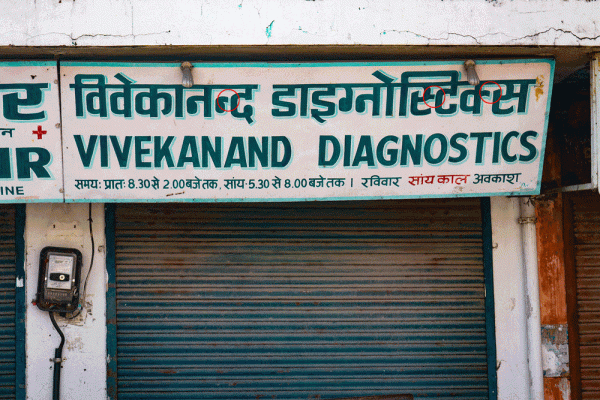 विवेकानन्द डाइग्नोस्टिक्स
VIVEKANAND DIAGNOSTICS
समय: प्रातः 8.30 से 2.00 बजे तक, सांय-5.30 से 8.00 बजे तक । रविवार सांय काल अवकाश